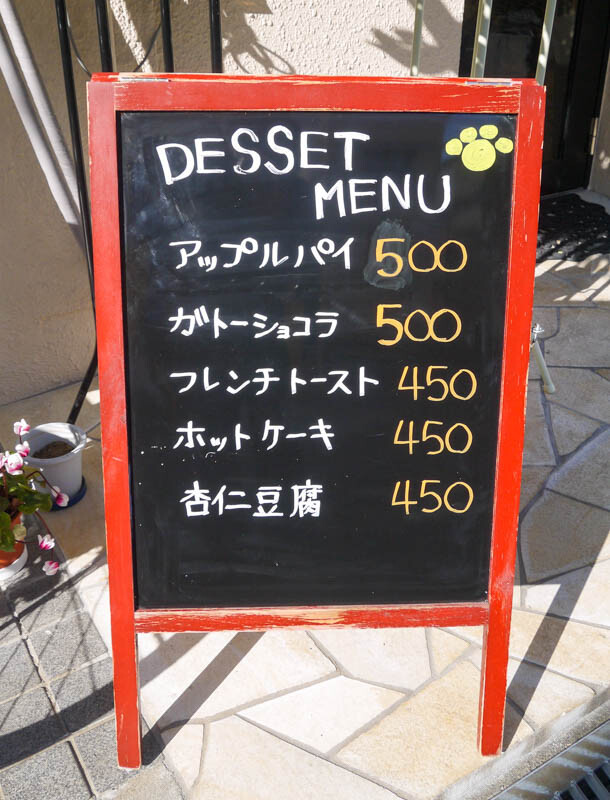 DESSET
MENU
アップルパイ 500
ガトーショコラ 500
フレンチトースト 450
ホットケーキ 450
杏仁豆腐 450